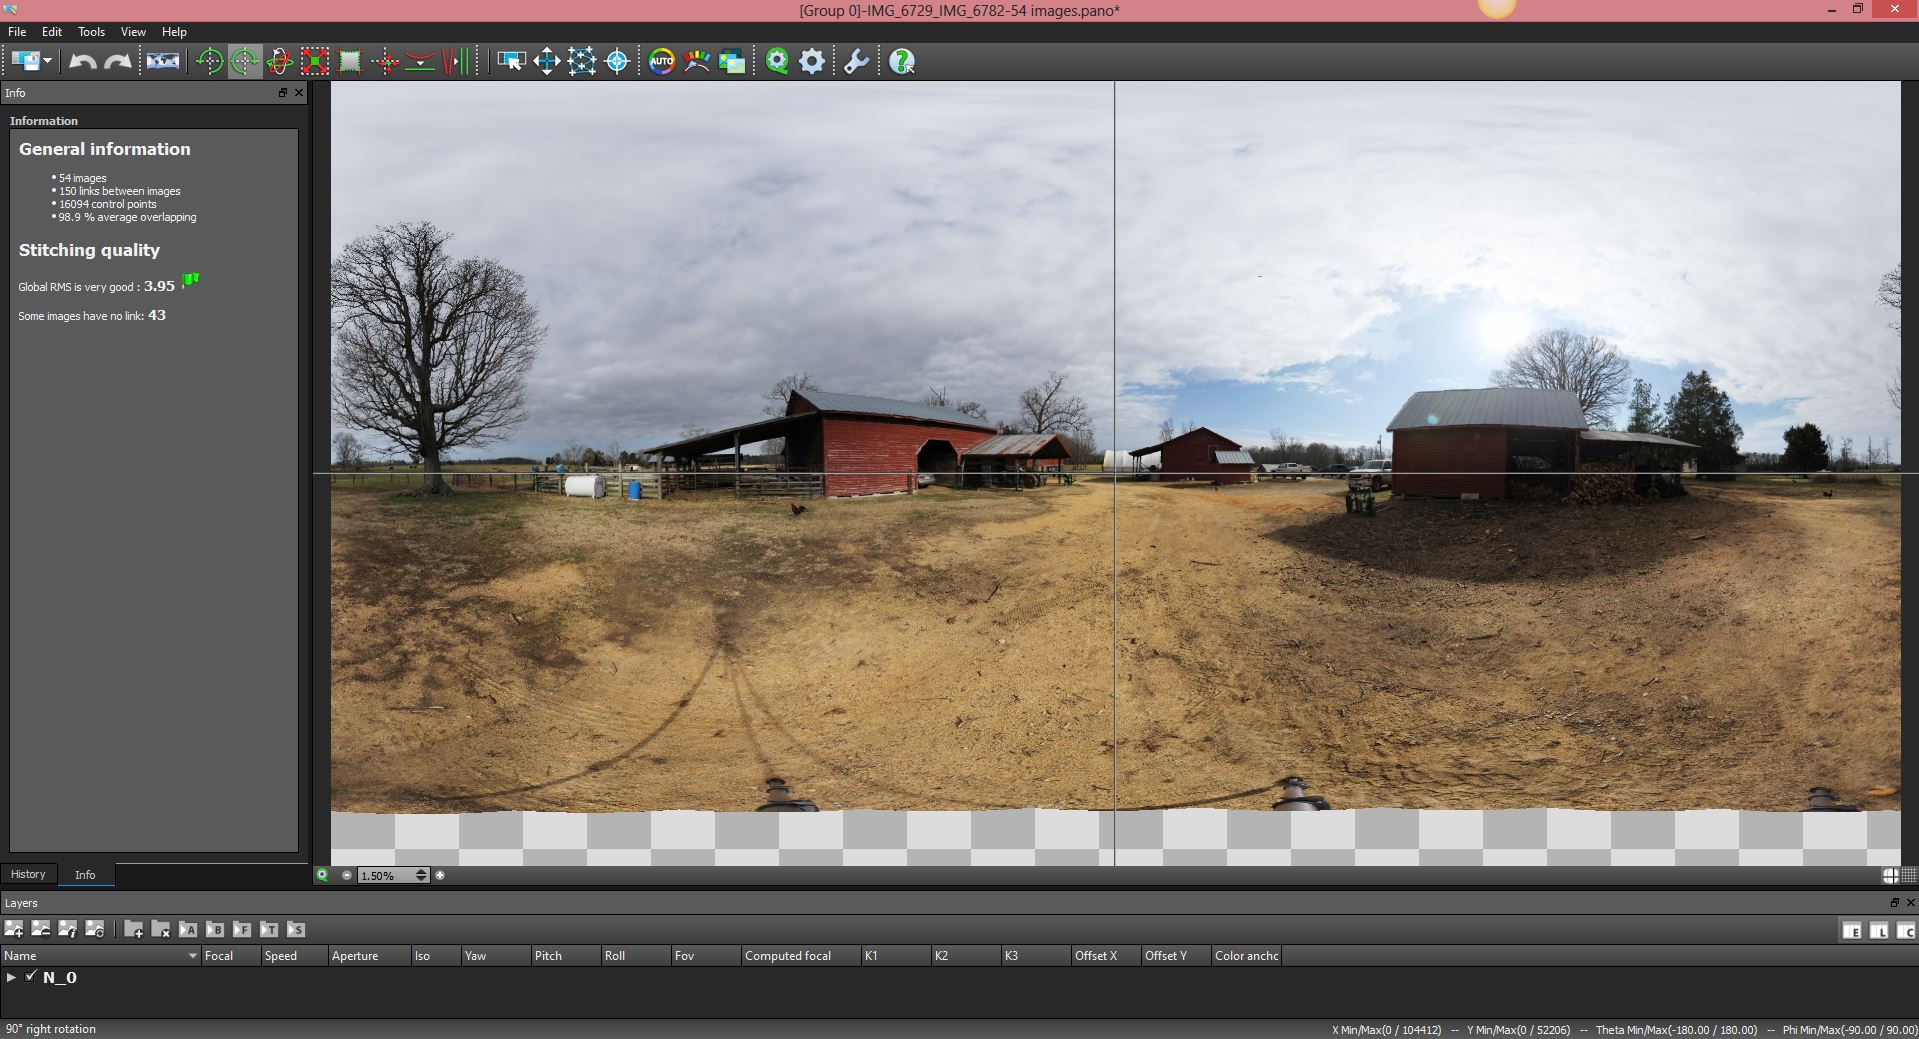 [Group 0]-IMG_6729_IMG_6782-54 images.pano*
File Edit Tools View Help
AUTO
Info
Information
General information
54 images
150 links between images
16094 control points
98.9 % average overlapping
Stitching quality
Global RMS is very good : 3.95
Some images have no link: 43
History Info
1.50%
Layers
A B F T S E L C
Name Focal Speed Aperture Iso Yaw Pitch Roll Fov Computed focal K1 K2 K3 Offset X Offset Y Color anchc
N_0
90° right rotation
X Min/Max(0 / 104412) -- Y Min/Max(0 / 52206) -- Theta Min/Max(-180.00 / 180.00) -- Phi Min/Max(-90.00 / 90.00)